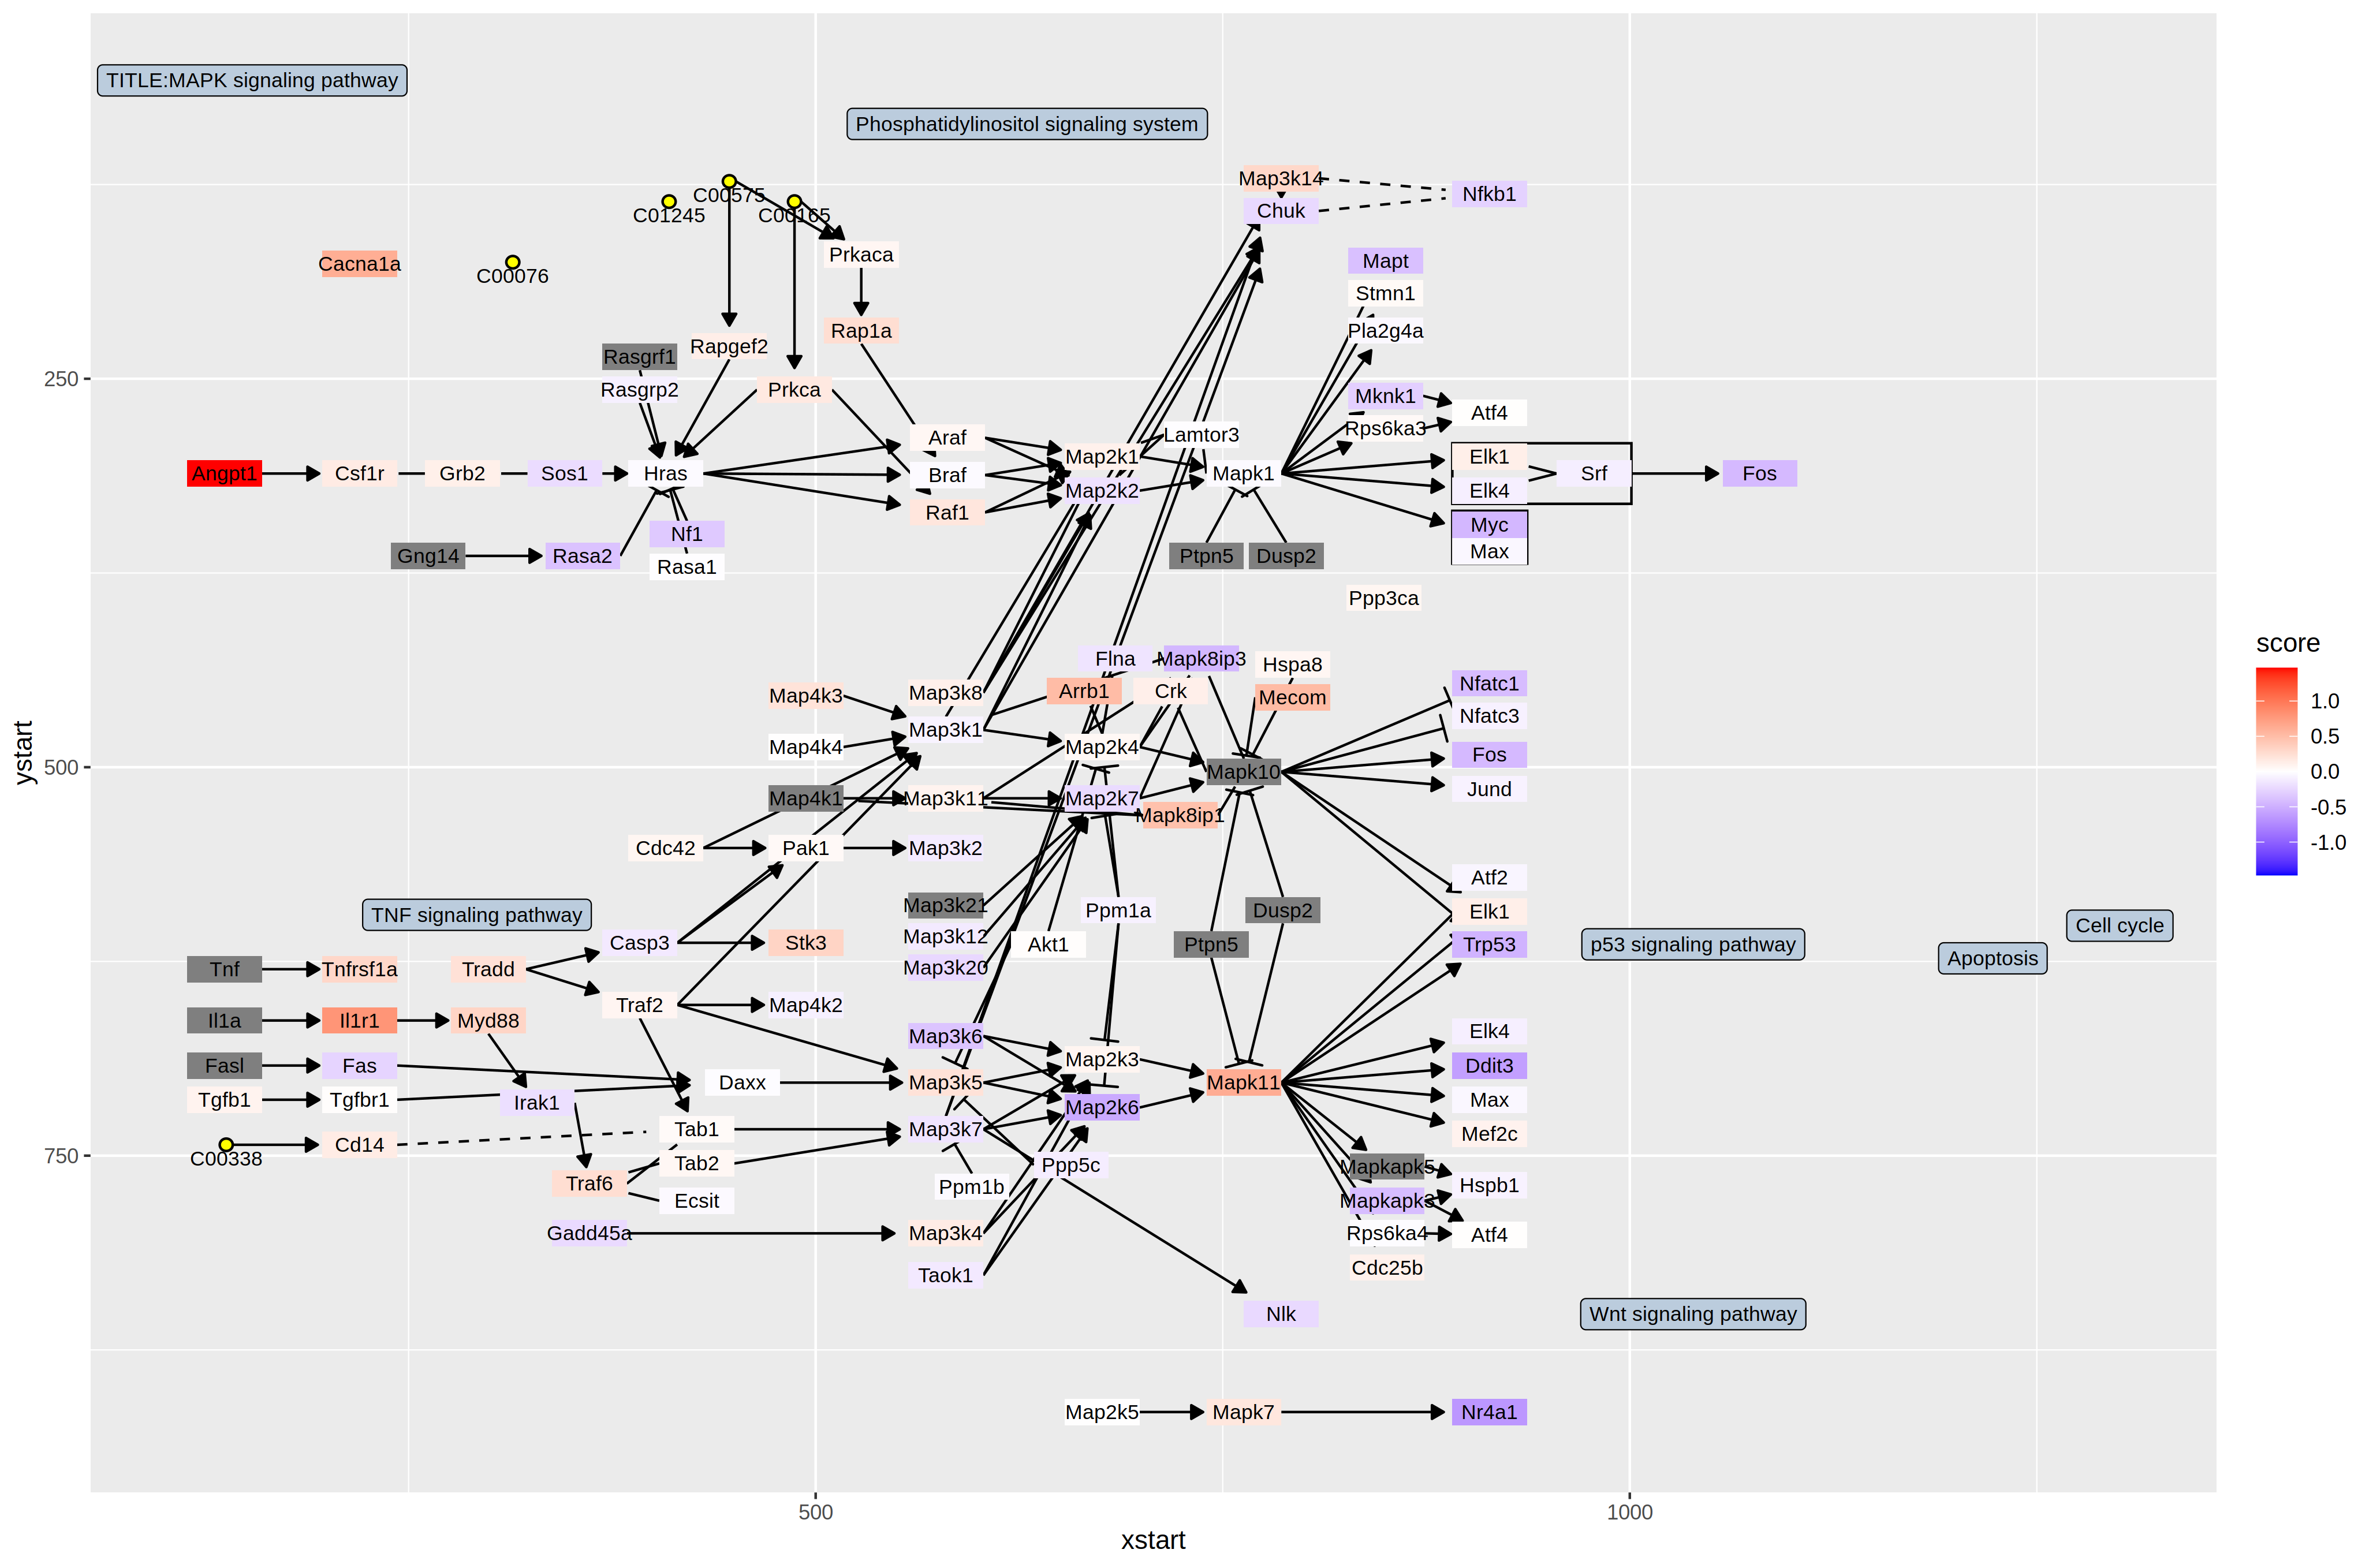 TITLE:MAPK signaling pathway
Phosphatidylinositol signaling system
Map3k14
Nfkb1
C00575
C01245
C00165
Chuk
Prkaca
Cacna1a
C00076
Mapt
Stmn1
Rap1a
Pla2g4a
Rapgef2
Rasgrf1
250
Rasgrp2
Prkca
Mknk1
Atf4
Rps6ka3
Araf
Lamtor3
Map2k1
Elk1
Angpt1
Csf1r
Grb2
Sos1
Hras
Braf
Mapk1
Srf
Fos
Map2k2
Elk4
Raf1
Myc
Nf1
Max
Gng14
Rasa2
Rasa1
Ptpn5
Dusp2
Ppp3ca
score
1.0
0.5
0.0
-0.5
-1.0
Flna
Mapk8ip3
Hspa8
Map4k3
Map3k8
Arrb1
Crk
Mecom
Nfatc1
Nfatc3
Map3k1
Map4k4
Map2k4
Fos
ystart
500
Mapk10
Jund
Map4k1
Map3k11
Map2k7
Mapk8ip1
Cdc42
Pak1
Map3k2
Atf2
Map3k21
Ppm1a
Dusp2
Elk1
TNF signaling pathway
Cell cycle
Map3k12
Akt1
Ptpn5
Trp53
p53 signaling pathway
Apoptosis
Casp3
Stk3
Map3k20
Tnf
Tnfrsf1a
Tradd
Traf2
Map4k2
Il1a
Il1r1
Myd88
Map3k6
Elk4
Fasl
Fas
Map2k3
Ddit3
Daxx
Map3k5
Mapk11
Tgfb1
Tgfbr1
Irak1
Map2k6
Max
Tab1
Map3k7
Mef2c
Cd14
C00338
750
Tab2
Ppp5c
Mapkapk5
Traf6
Ppm1b
Hspb1
Ecsit
Mapkapk3
Gadd45a
Map3k4
Rps6ka4
Atf4
Cdc25b
Taok1
Nlk
Wnt signaling pathway
Map2k5
Mapk7
Nr4a1
500
1000
xstart